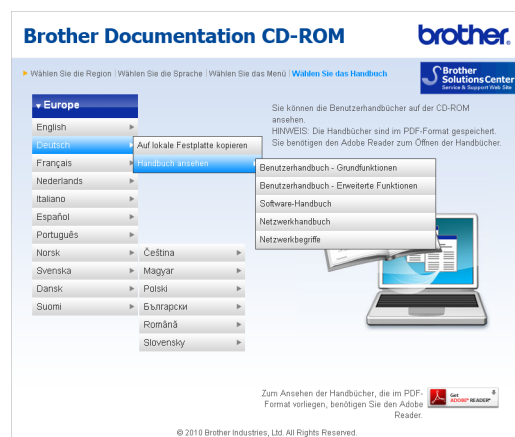 Brother Documentation CD-ROM
brother
Wählen Sie die Region | Wählen Sie die Sprache | Wählen Sie das Menü | Wählen Sie das Handbuch
Brother
SolutionsCenter
Service & Support Web Site
Europe
Sie können die Benutzerhandbücher auf der CD-ROM
ansehen.
HINWEIS: Die Handbücher sind im PDF-Format gespeichert.
Sie benötigen den Adobe Reader zum Öffnen der Handbücher.
English
Deutsch
Auf lokale Festplatte kopieren
Français
Handbuch ansehen
Benutzerhandbuch - Grundfunktionen
Nederlands
Benutzerhandbuch - Erweiterte Funktionen
Italiano
Software-Handbuch
Español
Netzwerkhandbuch
Português
Netzwerkbegriffe
Norsk
Čeština
Svenska
Magyar
Dansk
Polski
Suomi
Български
Română
Slovensky
Zum Ansehen der Handbücher, die im PDF-
Format vorliegen, benötigen Sie den Adobe
Reader.
Get
ADOBE® READER®
© 2010 Brother Industries, Ltd. All Rights Reserved.